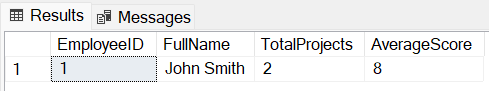 Results Messages
EmployeeID FullName TotalProjects AverageScore
1 1 John Smith 2 8